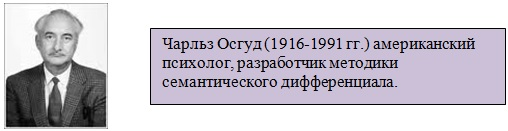 Чарльз Осгуд (1916-1991 гг.) американский
психолог, разработчик методики
семантического дифференциала.